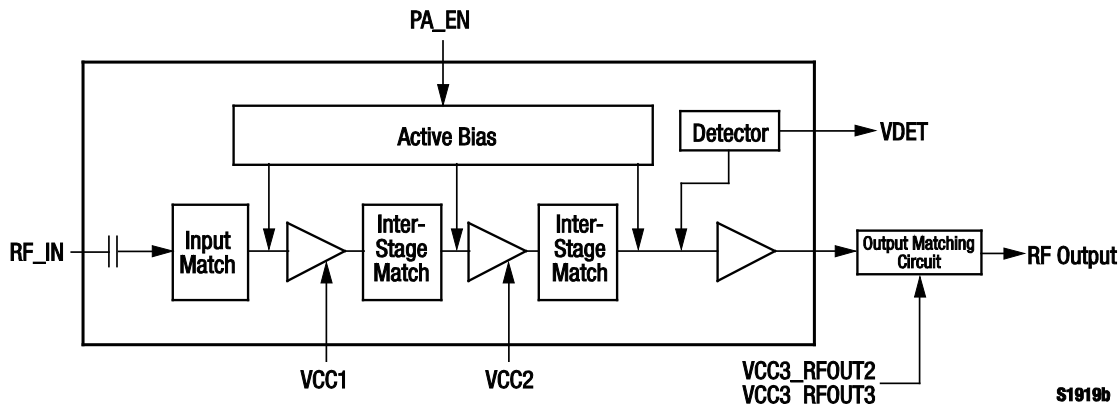 PA_EN
Active Bias
Detector
VDET
RF_IN
Input
Match
Inter-
Stage
Match
Inter-
Stage
Match
Output Matching
Circuit
RF Output
VCC1
VCC2
VCC3_RFOUT2
VCC3_RFOUT3
S1919b